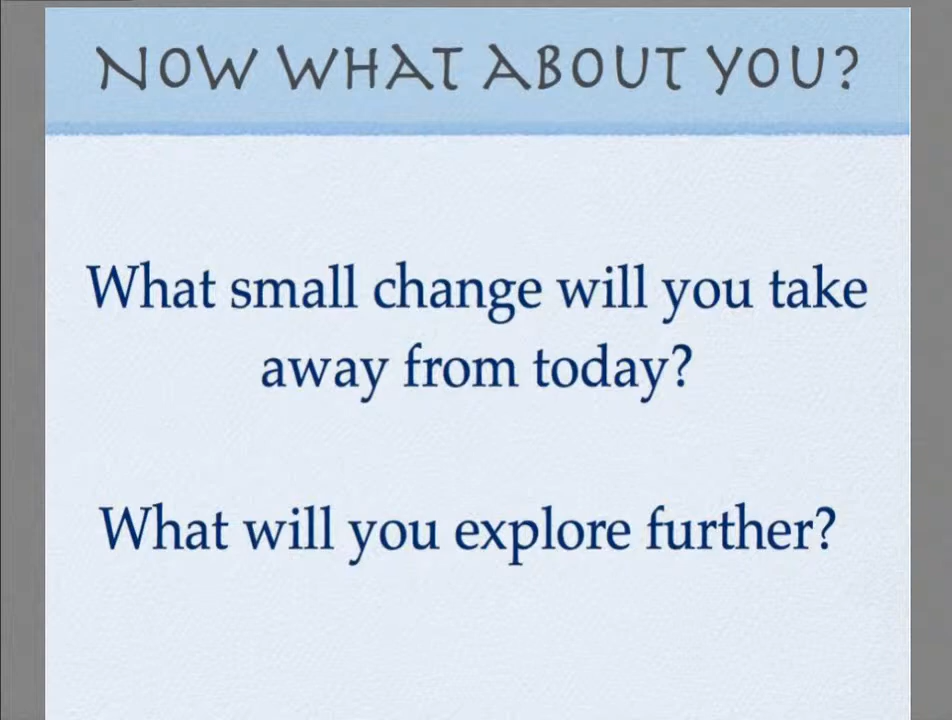 NOW WHAT ABOUT YOU?
What small change will you take
away from today?
What will you explore further?